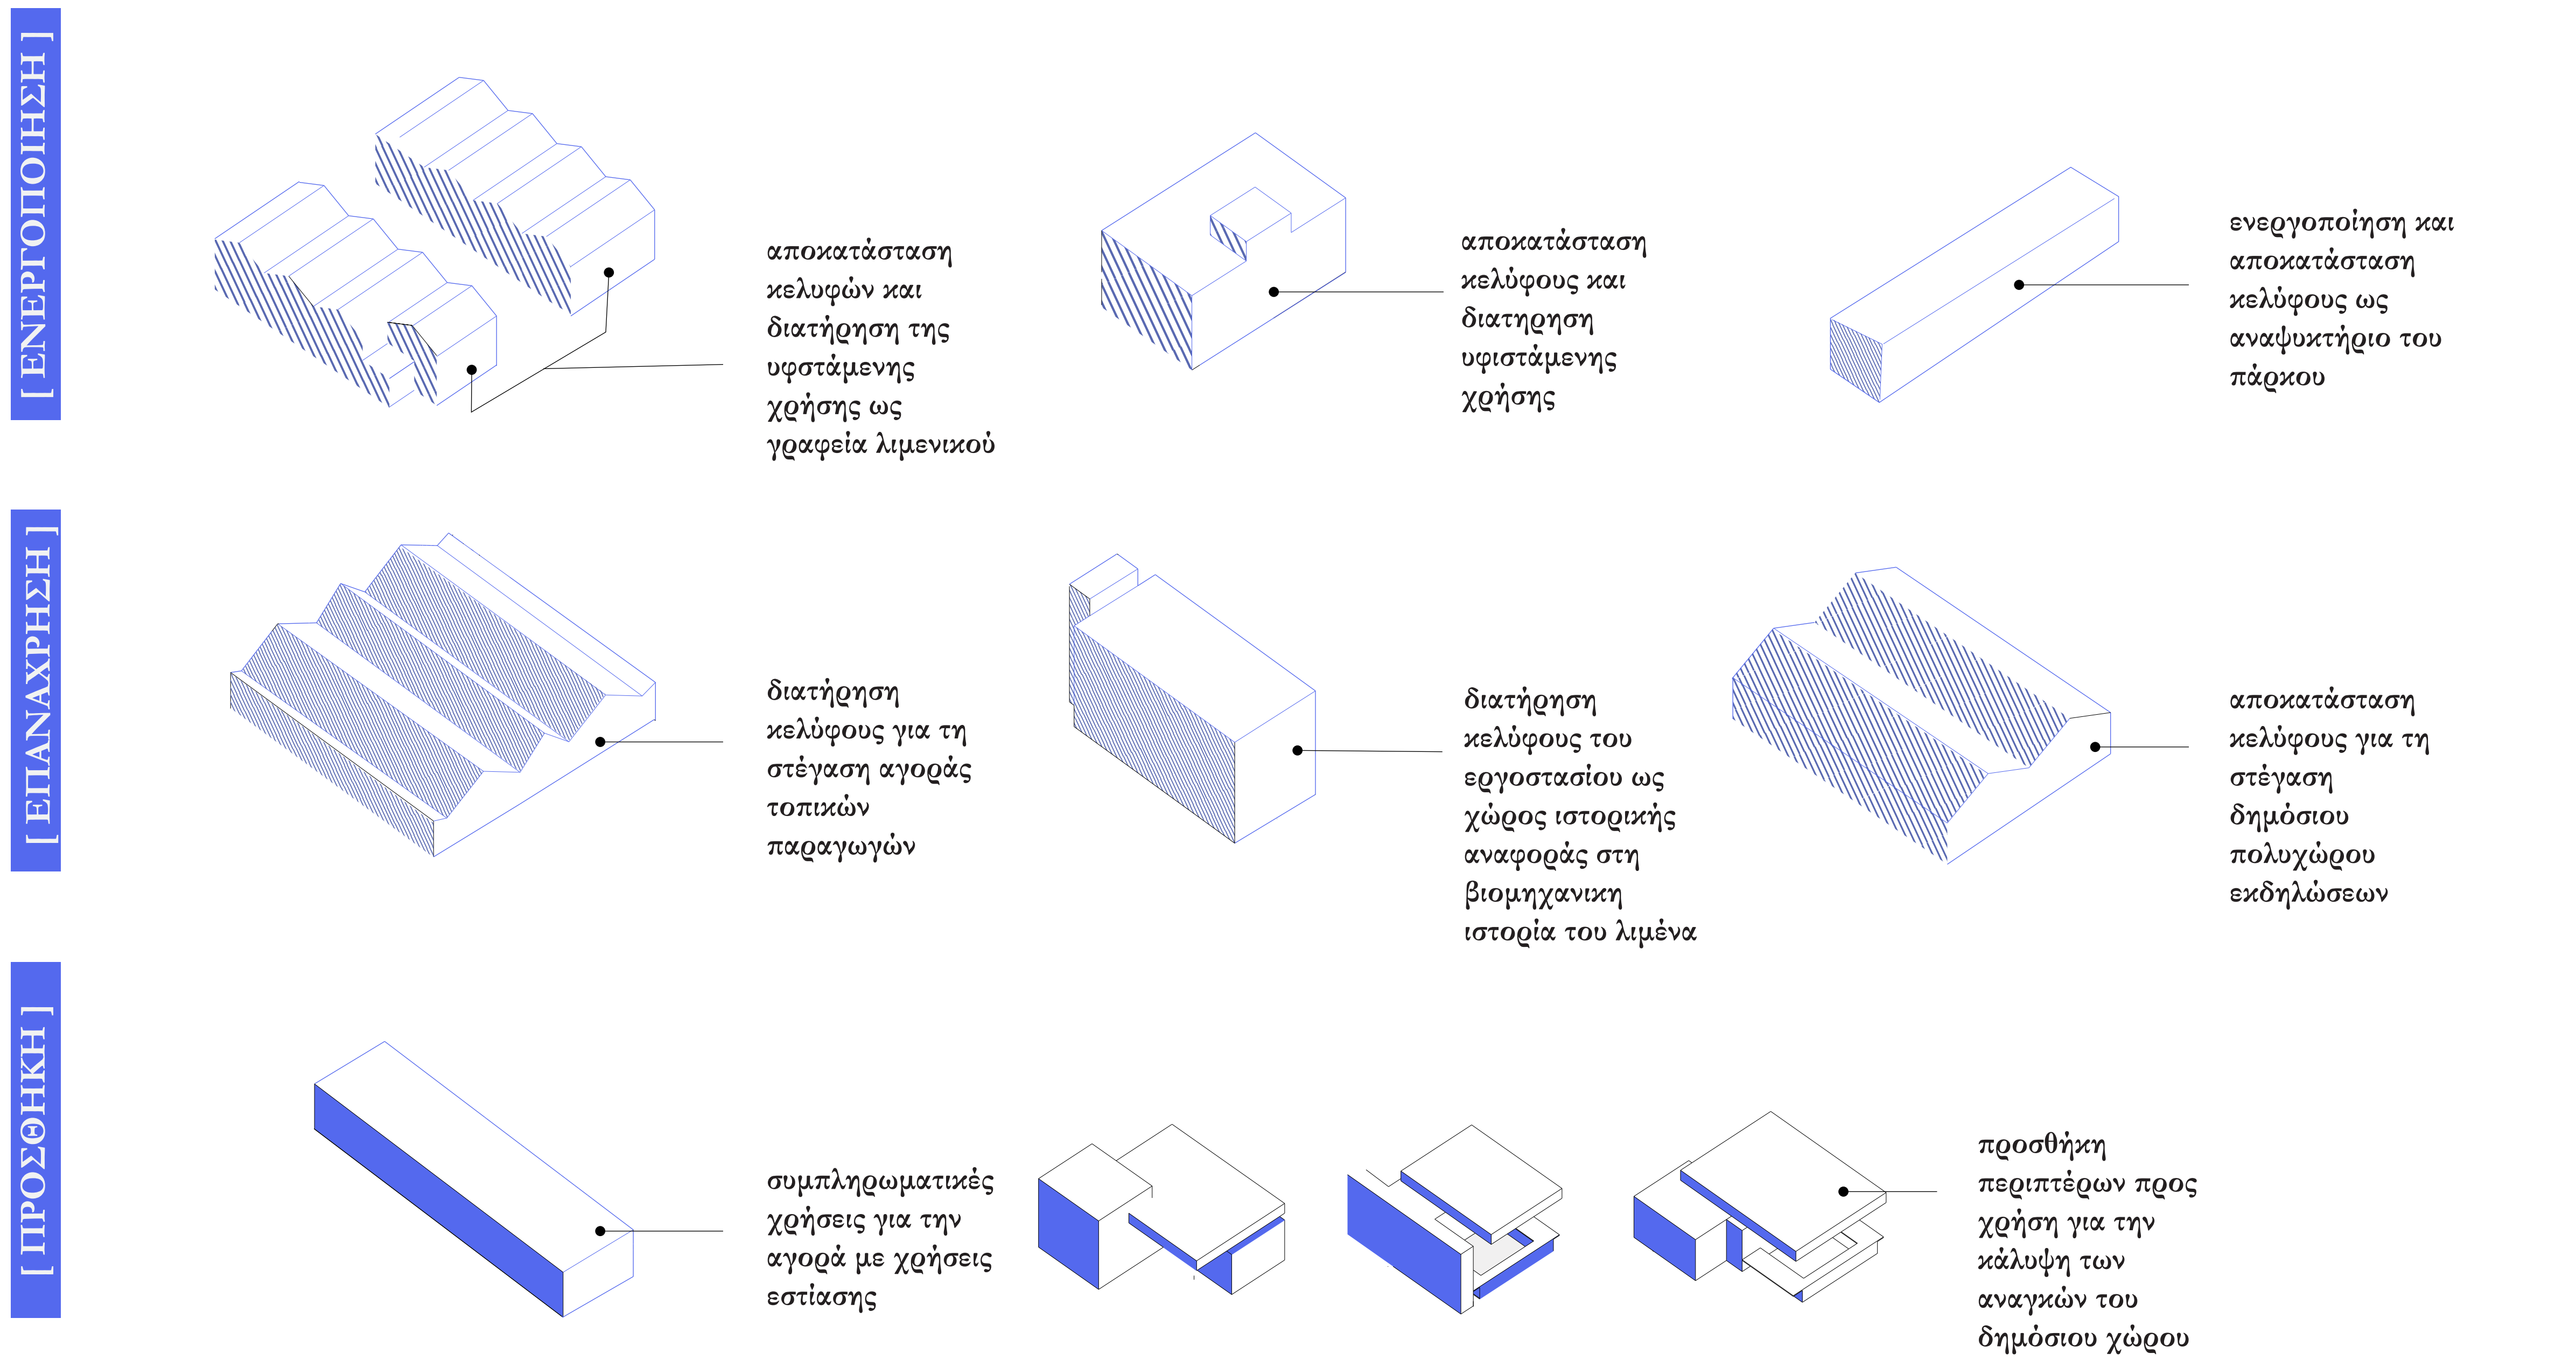 [ ΕΝΕΡΓΟΠΟΙΗΣΗ ]
αποκατάσταση
κελυφών και
διατήρηση της
υφστάμενης
χρήσης ως
γραφεία λιμενικού
αποκατάσταση
κελύφους και
διατηρηση
υφιστάμενης
χρήσης
ενεργοποίηση και
αποκατάσταση
κελύφους ως
αναψυκτήριο του
πάρκου
[ ΕΠΑΝΑΧΡΗΣΗ ]
διατήρηση
κελύφους για τη
στέγαση αγοράς
τοπικών
παραγωγών
διατήρηση
κελύφους του
εργοστασίου ως
χώρος ιστορικής
αναφοράς στη
βιομηχανικη
ιστορία του λιμένα
αποκατάσταση
κελύφους για τη
στέγαση
δημόσιου
πολυχώρου
εκδηλώσεων
[ ΠΡΟΣΘΗΚΗ ]
συμπληρωματικές
χρήσεις για την
αγορά με χρήσεις
εστίασης
προσθήκη
περιπτέρων προς
χρήση για την
κάλυψη των
αναγκών του
δημόσιου χώρου